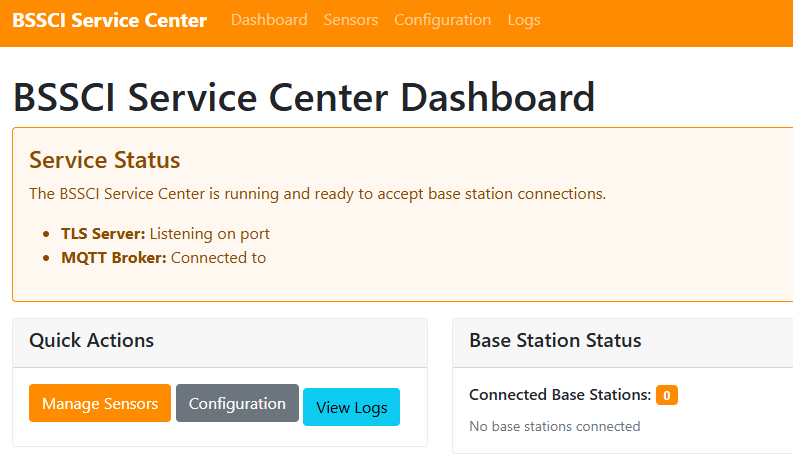 BSSCI Service Center Dashboard Sensors Configuration Logs
BSSCI Service Center Dashboard
Service Status
The BSSCI Service Center is running and ready to accept base station connections.
TLS Server: Listening on port
MQTT Broker: Connected to
Quick Actions
Manage Sensors Configuration View Logs
Base Station Status
Connected Base Stations: 0
No base stations connected